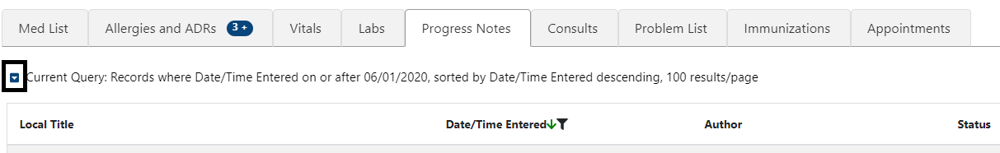 Med List Allergies and ADRs 3 + Vitals Labs Progress Notes Consults Problem List Immunizations Appointments
Current Query: Records where Date/Time Entered on or after 06/01/2020, sorted by Date/Time Entered descending, 100 results/page
Local Title Date/Time Entered Author Status